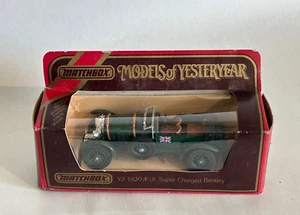 MATCHBOX MODELS of YESTERYEAR
3
MATCHBOX Y2 1930 4½ Ltr. Super Charged Bentley